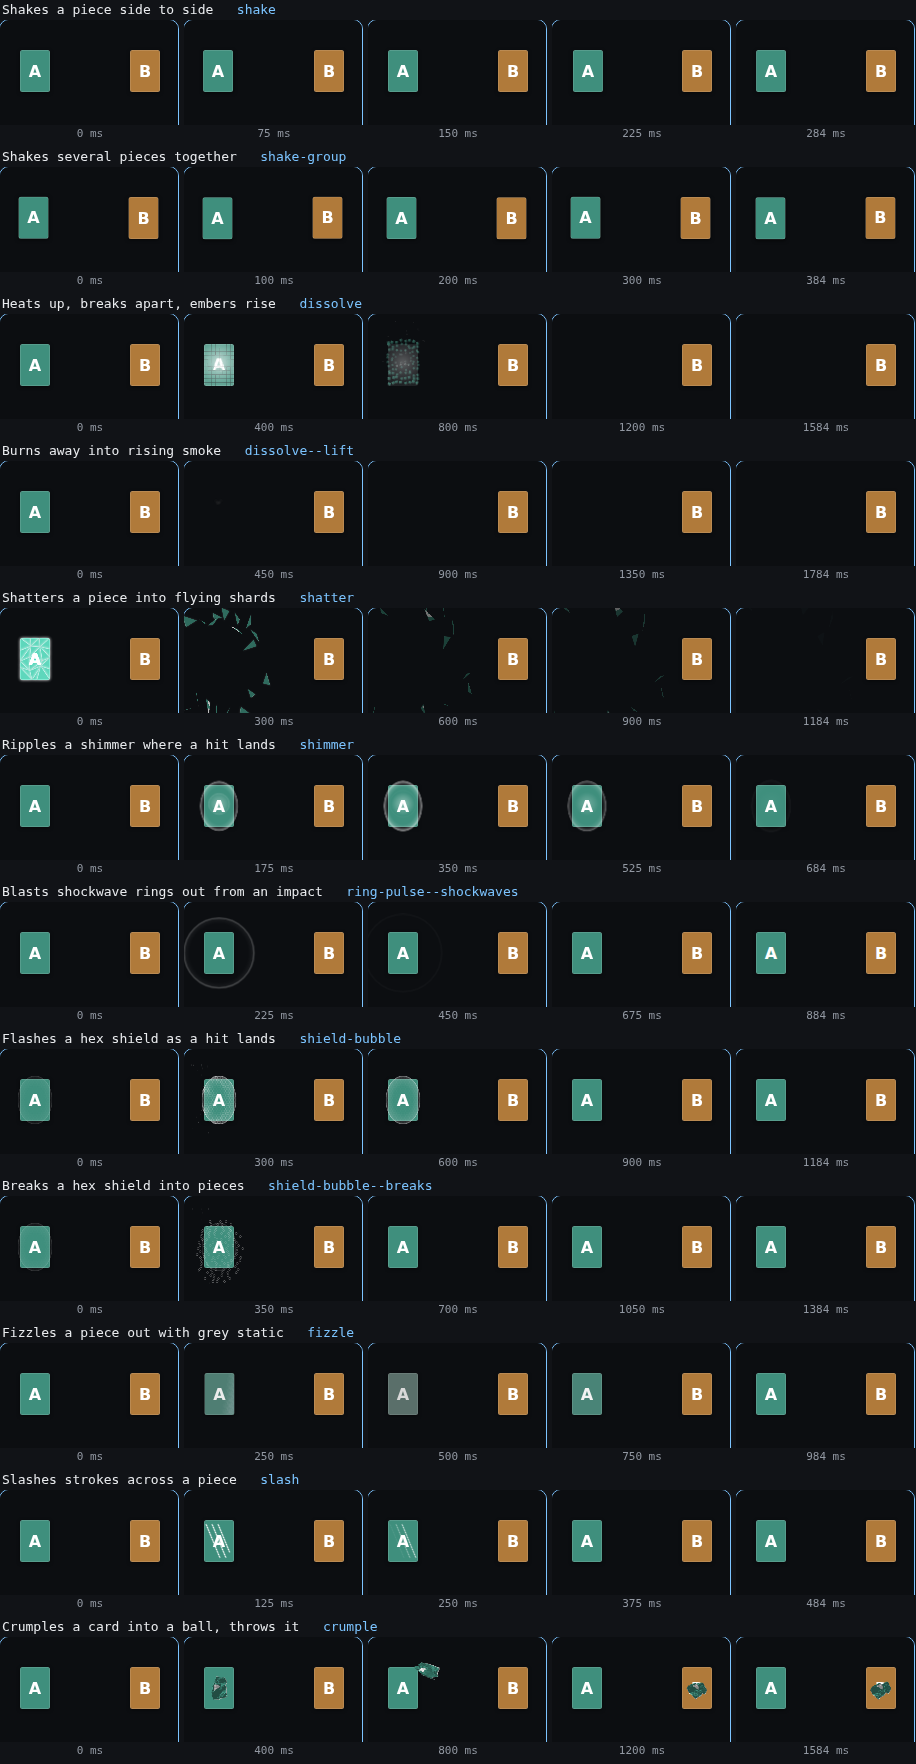 Shakes a piece side to side shake
A B A B A B A B A B
0 ms 75 ms 150 ms 225 ms 284 ms
Shakes several pieces together shake-group
A B A B A B A B A B
0 ms 100 ms 200 ms 300 ms 384 ms
Heats up, breaks apart, embers rise dissolve
A B A B B B B
0 ms 400 ms 800 ms 1200 ms 1584 ms
Burns away into rising smoke dissolve--lift
A B B B B B
0 ms 450 ms 900 ms 1350 ms 1784 ms
Shatters a piece into flying shards shatter
A B B B B B
0 ms 300 ms 600 ms 900 ms 1184 ms
Ripples a shimmer where a hit lands shimmer
A B A B A B A B A B
0 ms 175 ms 350 ms 525 ms 684 ms
Blasts shockwave rings out from an impact ring-pulse--shockwaves
A B A B A B A B A B
0 ms 225 ms 450 ms 675 ms 884 ms
Flashes a hex shield as a hit lands shield-bubble
A B A B A B A B A B
0 ms 300 ms 600 ms 900 ms 1184 ms
Breaks a hex shield into pieces shield-bubble--breaks
A B A B A B A B A B
0 ms 350 ms 700 ms 1050 ms 1384 ms
Fizzles a piece out with grey static fizzle
A B A B A B A B A B
0 ms 250 ms 500 ms 750 ms 984 ms
Slashes strokes across a piece slash
A B A B A B A B A B
0 ms 125 ms 250 ms 375 ms 484 ms
Crumples a card into a ball, throws it crumple
A B B A B A B A B
0 ms 400 ms 800 ms 1200 ms 1584 ms